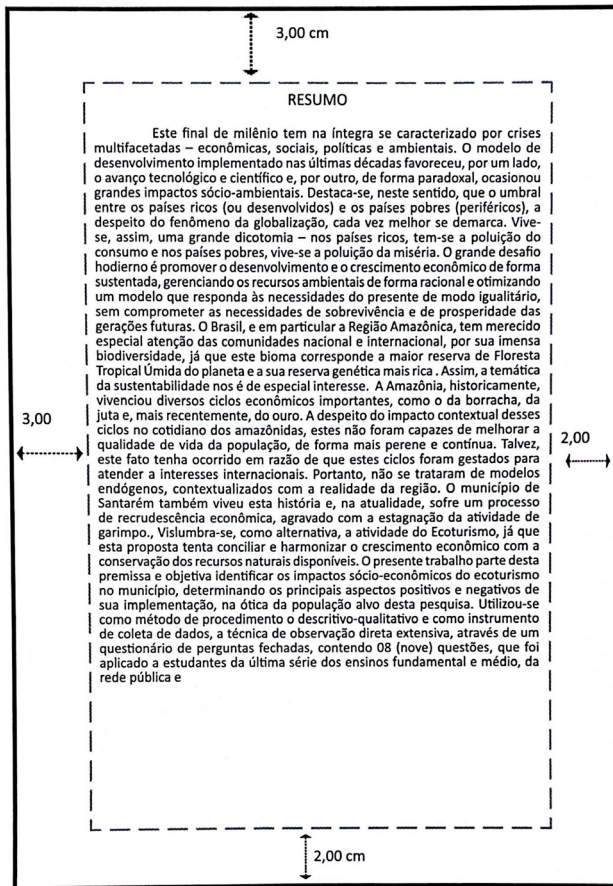 3,00 cm
RESUMO
Este final de milênio tem na íntegra se caracterizado por crises
multifacetadas – econômicas, sociais, políticas e ambientais. O modelo de
desenvolvimento implementado nas últimas décadas favoreceu, por um lado,
o avanço tecnológico e científico e, por outro, de forma paradoxal, ocasionou
grandes impactos sócio-ambientais. Destaca-se, neste sentido, que o umbral
entre os países ricos (ou desenvolvidos) e os países pobres (periféricos), a
despeito do fenômeno da globalização, cada vez melhor se demarca. Vive-
se, assim, uma grande dicotomia – nos países ricos, tem-se a poluição do
consumo e nos países pobres, vive-se a poluição da miséria. O grande desafio
hodierno é promover o desenvolvimento e o crescimento econômico de forma
sustentada, gerenciando os recursos ambientais de forma racional e otimizando
um modelo que responda às necessidades do presente de modo igualitário,
sem comprometer as necessidades de sobrevivência e de prosperidade das
gerações futuras. O Brasil, e em particular a Região Amazônica, tem merecido
especial atenção das comunidades nacional e internacional, por sua imensa
biodiversidade, já que este bioma corresponde a maior reserva de Floresta
Tropical Úmida do planeta e a sua reserva genética mais rica . Assim, a temática
da sustentabilidade nos é de especial interesse. A Amazônia, historicamente,
vivenciou diversos ciclos econômicos importantes, como o da borracha, da
juta e, mais recentemente, do ouro. A despeito do impacto contextual desses
ciclos no cotidiano dos amazônidas, estes não foram capazes de melhorar a
qualidade de vida da população, de forma mais perene e contínua. Talvez,
este fato tenha ocorrido em razão de que estes ciclos foram gestados para
atender a interesses internacionais. Portanto, não se trataram de modelos
endógenos, contextualizados com a realidade da região. O município de
Santarém também viveu esta história e, na atualidade, sofre um processo
de recrudescência econômica, agravado com a estagnação da atividade de
garimpo., Vislumbra-se, como alternativa, a atividade do Ecoturismo, já que
esta proposta tenta conciliar e harmonizar o crescimento econômico com a
conservação dos recursos naturais disponíveis. O presente trabalho parte desta
premissa e objetiva identificar os impactos sócio-econômicos do ecoturismo
no município, determinando os principais aspectos positivos e negativos de
sua implementação, na ótica da população alvo desta pesquisa. Utilizou-se
como método de procedimento o descritivo-qualitativo e como instrumento
de coleta de dados, a técnica de observação direta extensiva, através de um
questionário de perguntas fechadas, contendo 08 (nove) questões, que foi
aplicado a estudantes da última série dos ensinos fundamental e médio, da
rede pública e
3,00
2,00
2,00 cm